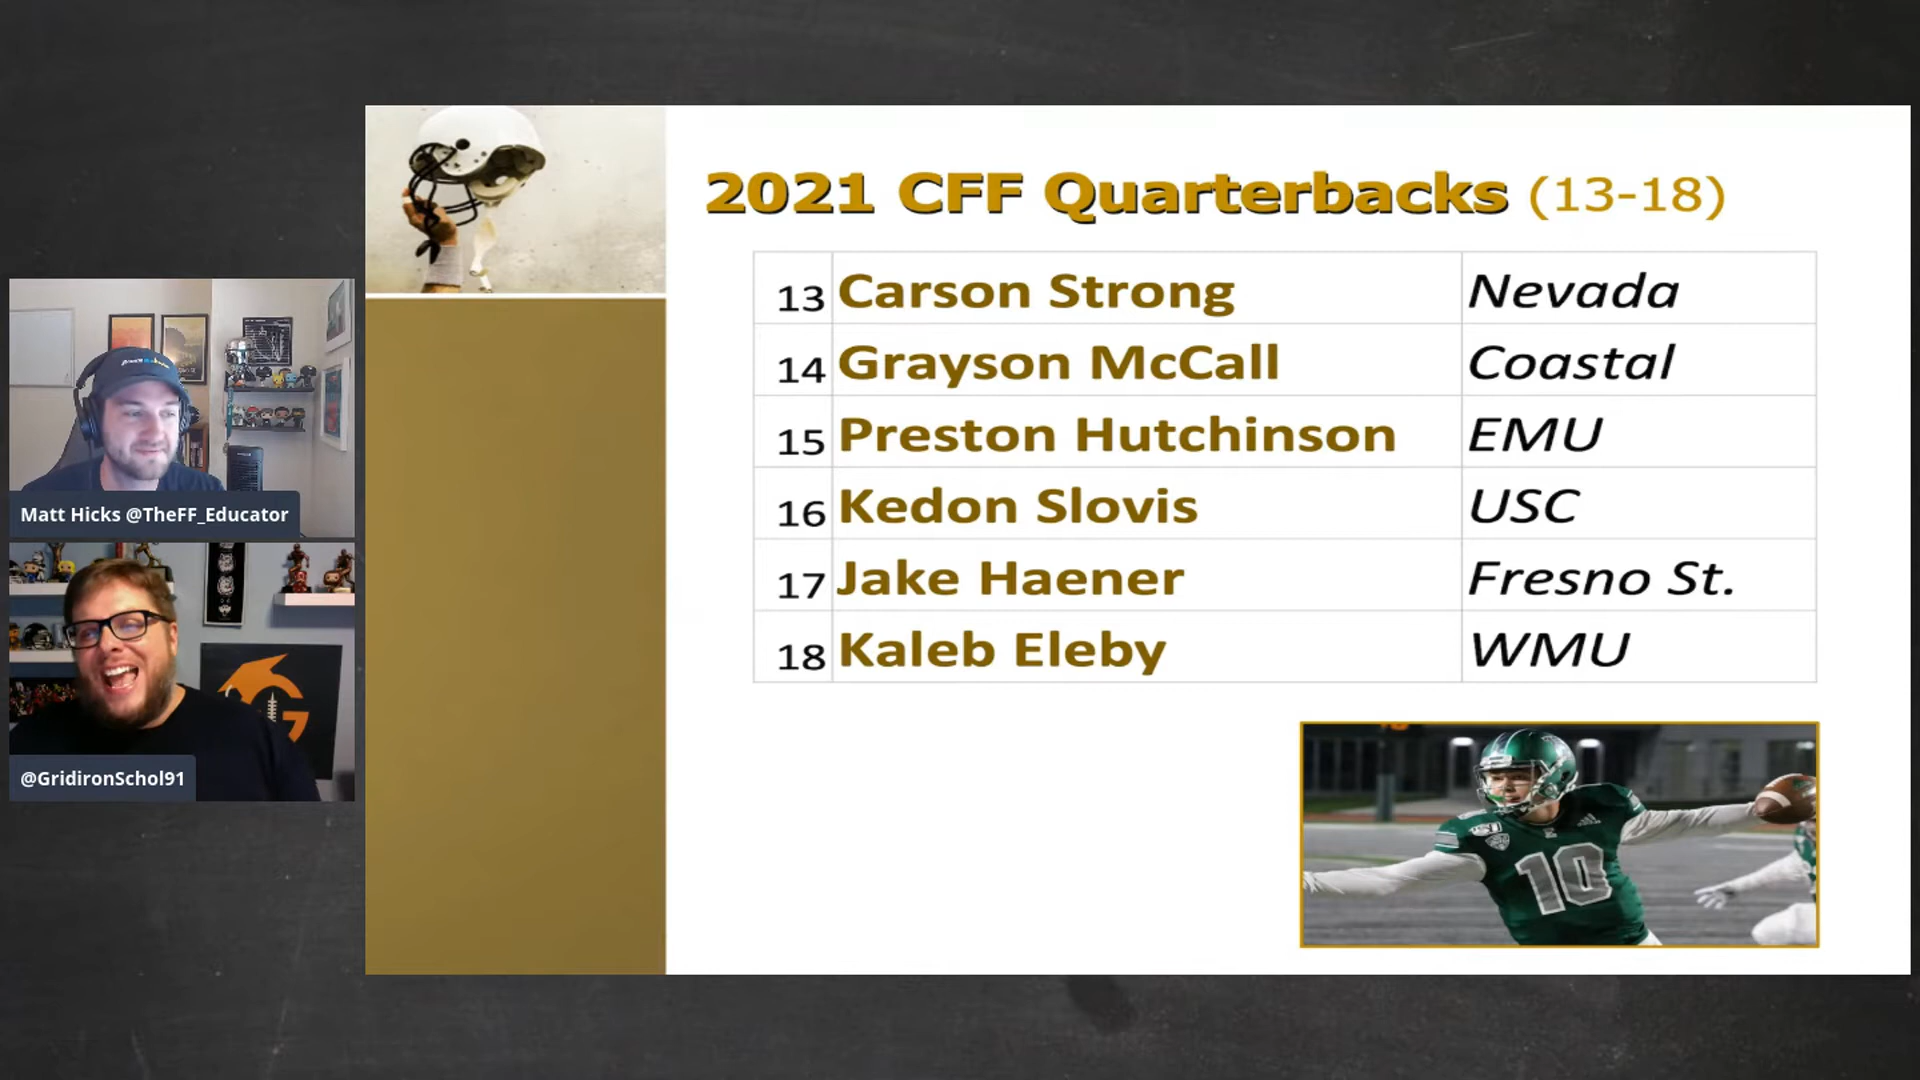 2021 CFF Quarterbacks (13-18)
13 Carson Strong Nevada
14 Grayson McCall Coastal
15 Preston Hutchinson EMU
16 Kedon Slovis USC
17 Jake Haener Fresno St.
18 Kaleb Eleby WMU
Matt Hicks @TheFF_Educator
@GridironSchol91
G
10